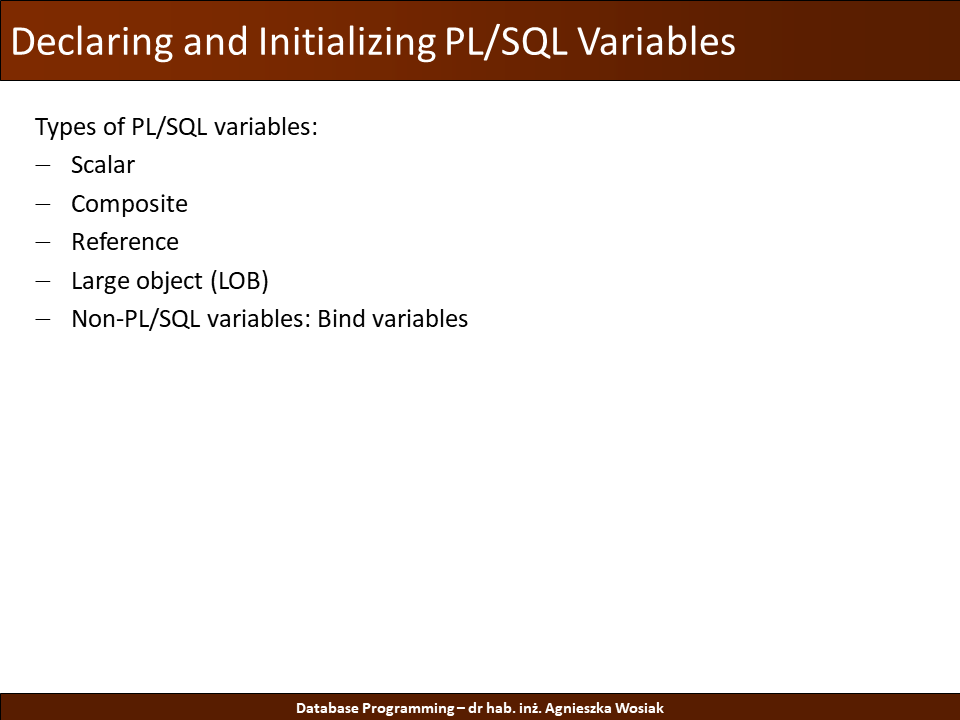 Declaring and Initializing PL/SQL Variables
Types of PL/SQL variables:
– Scalar
– Composite
– Reference
– Large object (LOB)
– Non-PL/SQL variables: Bind variables
Database Programming – dr hab. inż. Agnieszka Wosiak